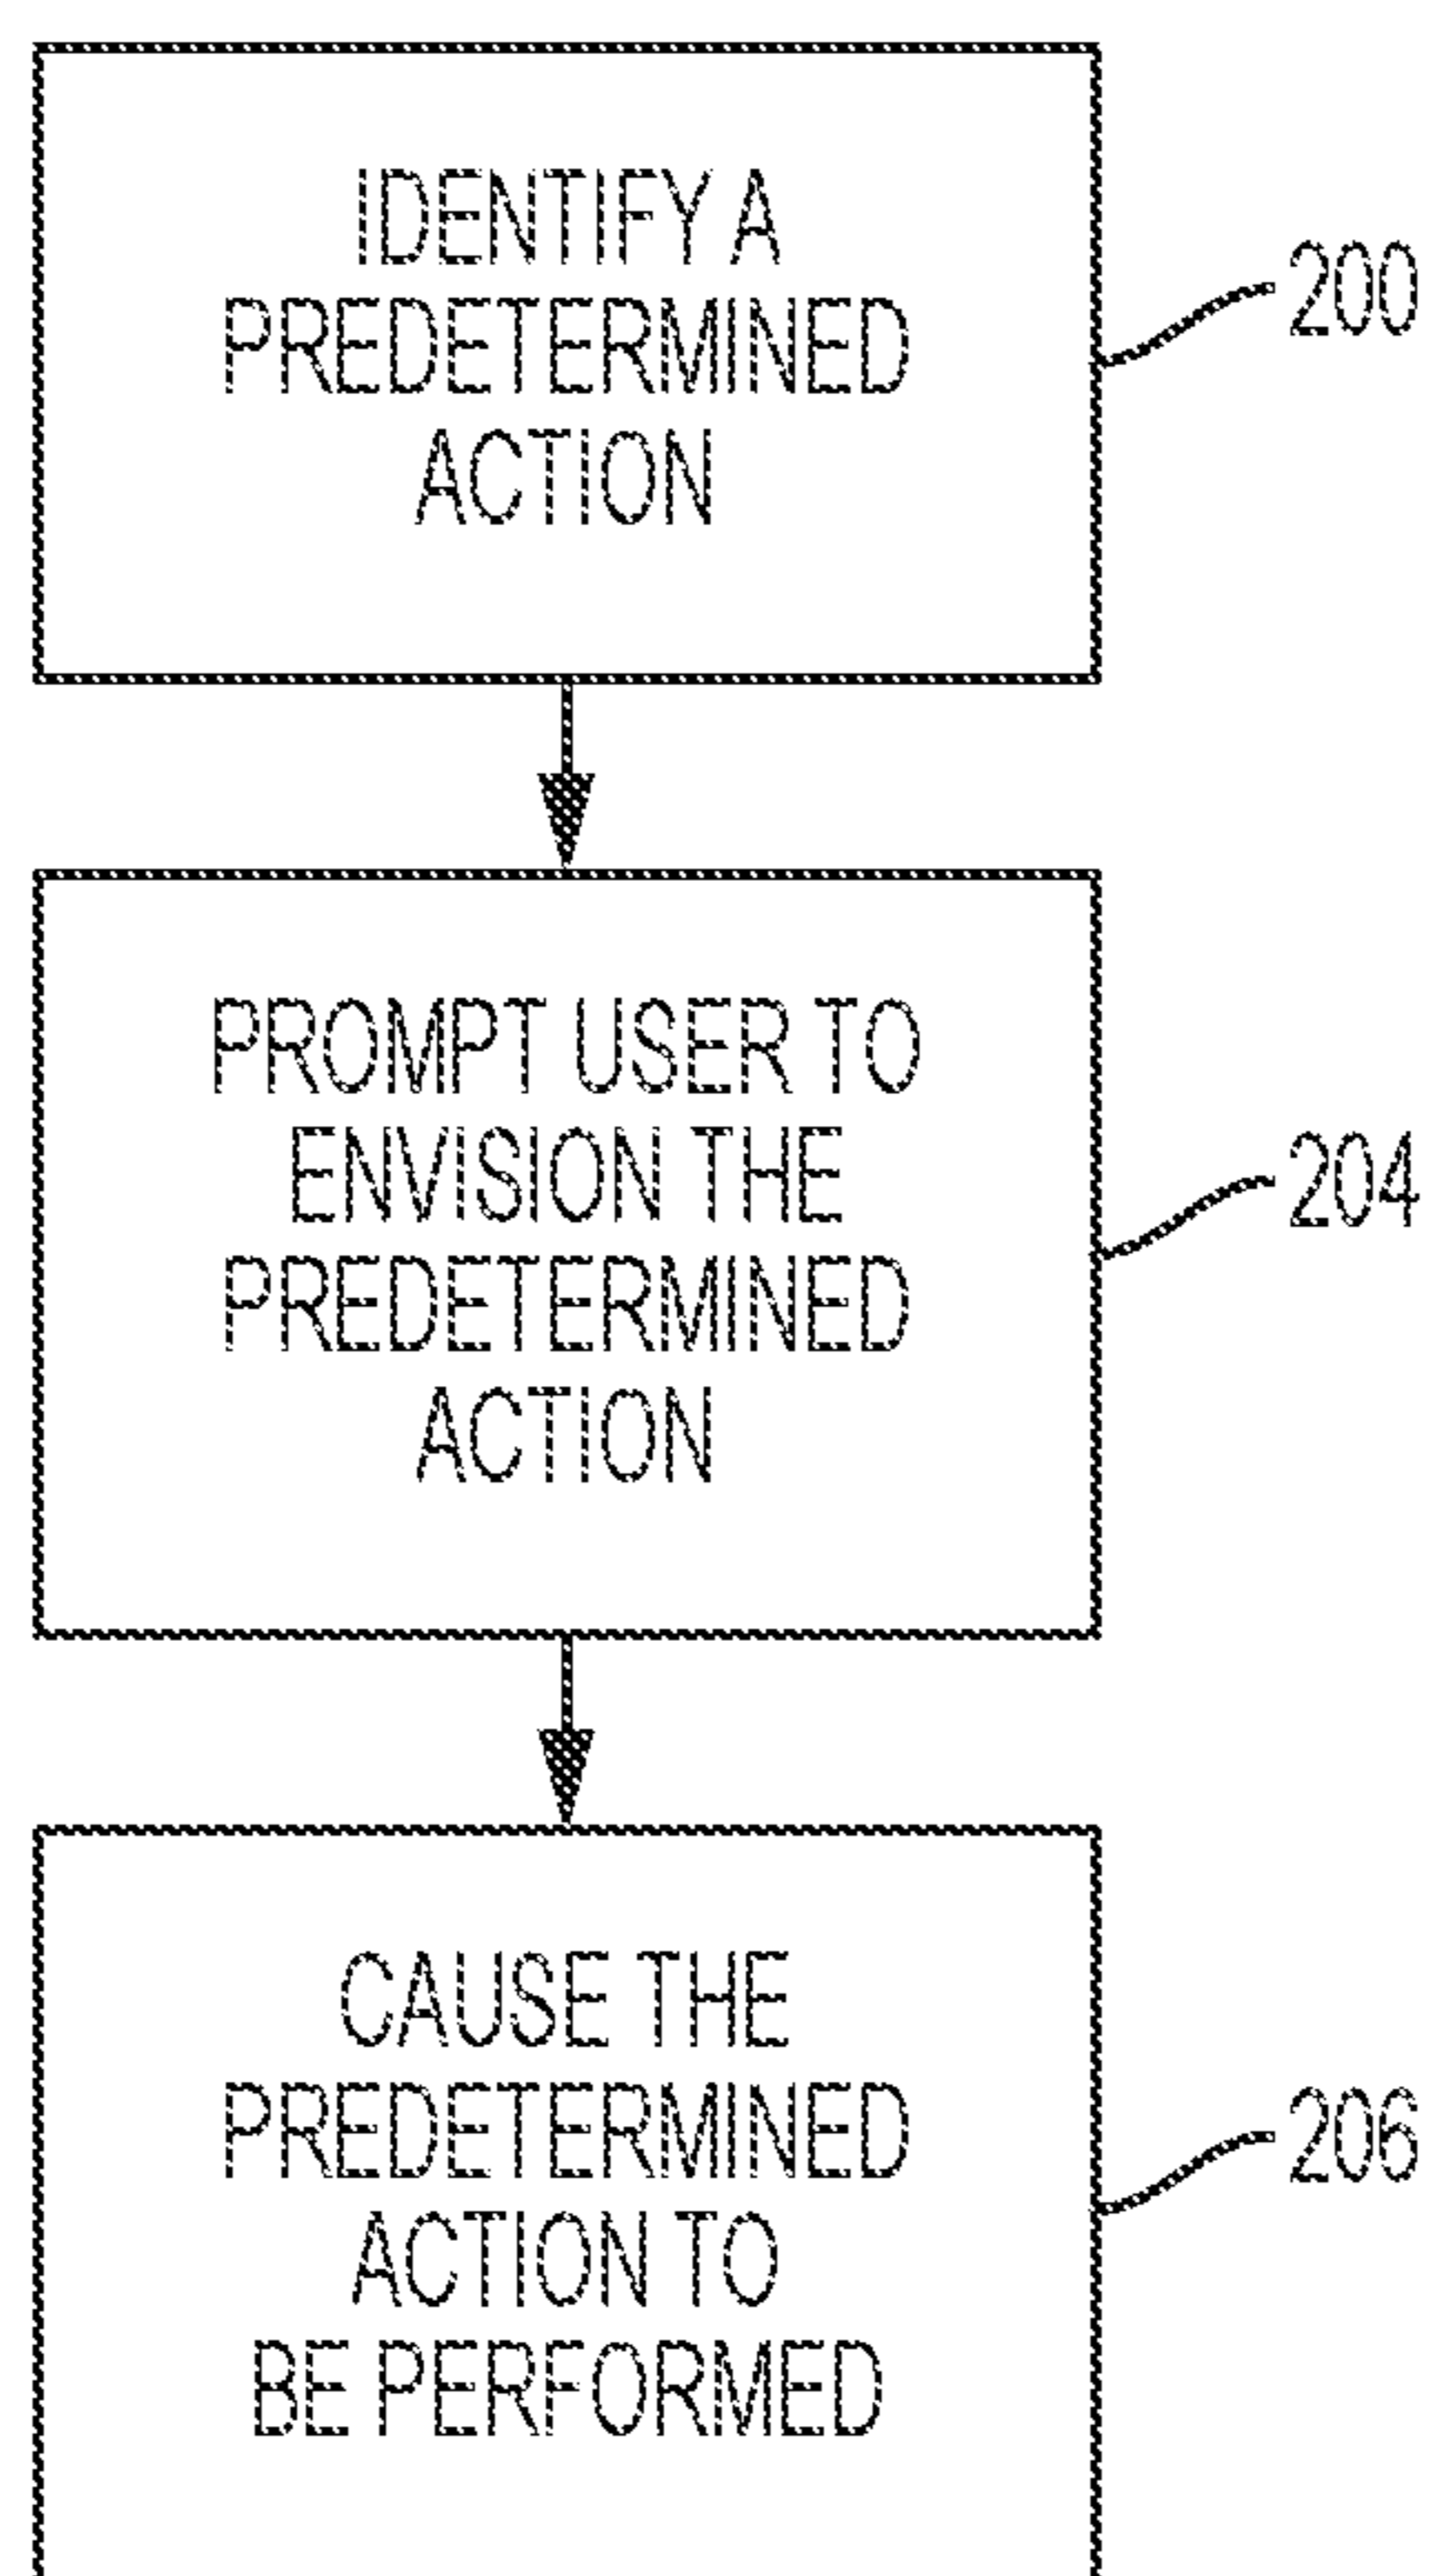 IDENTIFY A
PREDETERMINED
ACTION
200
PROMPT USER TO
ENVISION THE
PREDETERMINED
ACTION
204
CAUSE THE
PREDETERMINED
ACTION TO
BE PERFORMED
206